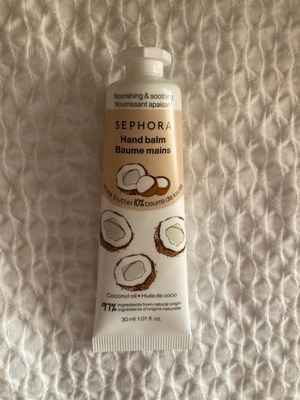 Nourishing & soothing
Nourrissant apaisant
SEPHORA
Hand balm
Baume mains
butter 10% beurre de
Coconut oil • Huile de coco
97% ingredients from natural origin
ingrédients d'origine naturelle
30 ml 1.01 fl. oz.